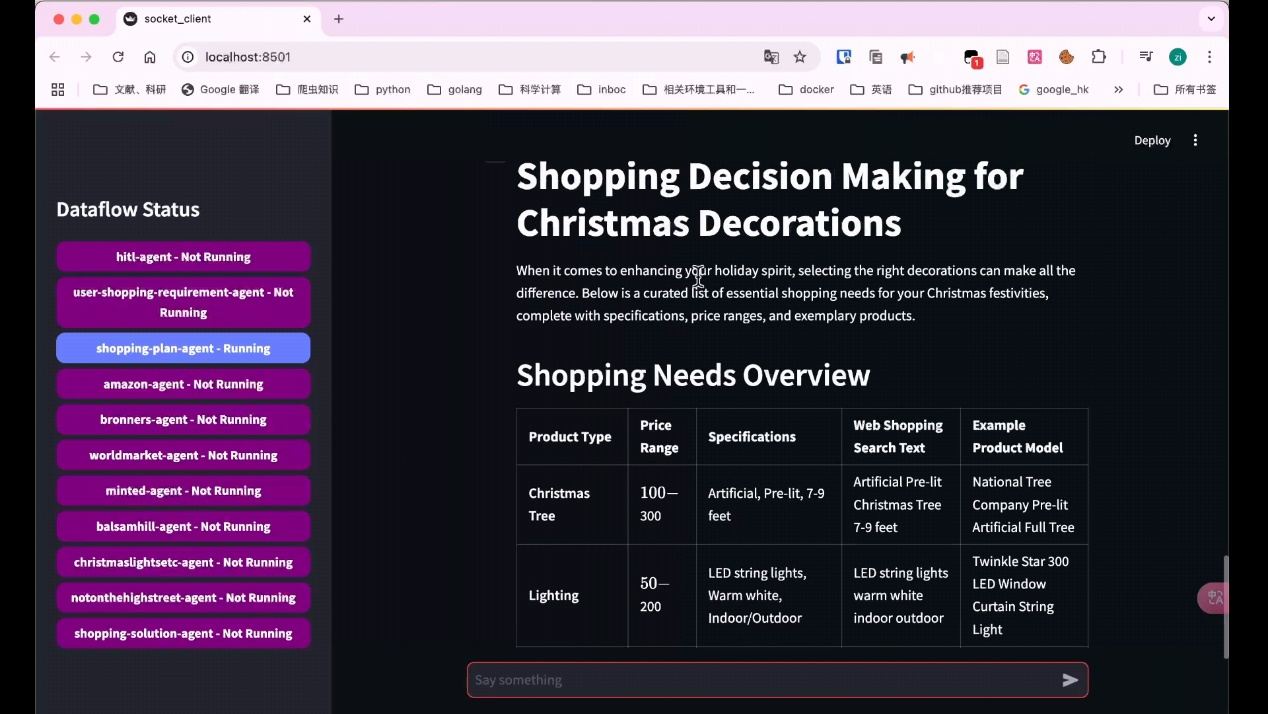 socket_client
localhost:8501
1
zi
文献、科研
Google 翻译
爬虫知识
python
golang
科学计算
inboc
相关环境工具和一...
docker
英语
github推荐项目
google_hk
所有书签
Deploy
Dataflow Status
hitl-agent - Not Running
user-shopping-requirement-agent - Not
Running
shopping-plan-agent - Running
amazon-agent - Not Running
bronners-agent - Not Running
worldmarket-agent - Not Running
minted-agent - Not Running
balsamhill-agent - Not Running
christmaslightsetc-agent - Not Running
notonthehighstreet-agent - Not Running
shopping-solution-agent - Not Running
Shopping Decision Making for
Christmas Decorations
When it comes to enhancing your holiday spirit, selecting the right decorations can make all the
difference. Below is a curated list of essential shopping needs for your Christmas festivities,
complete with specifications, price ranges, and exemplary products.
Shopping Needs Overview
Product Type
Price
Range
Specifications
Web Shopping
Search Text
Example
Product Model
Christmas
Tree
100−
300
Artificial, Pre-lit, 7-9
feet
Artificial Pre-lit
Christmas Tree
7-9 feet
National Tree
Company Pre-lit
Artificial Full Tree
Lighting
50−
200
LED string lights,
Warm white,
Indoor/Outdoor
LED string lights
warm white
indoor outdoor
Twinkle Star 300
LED Window
Curtain String
Light
Say something